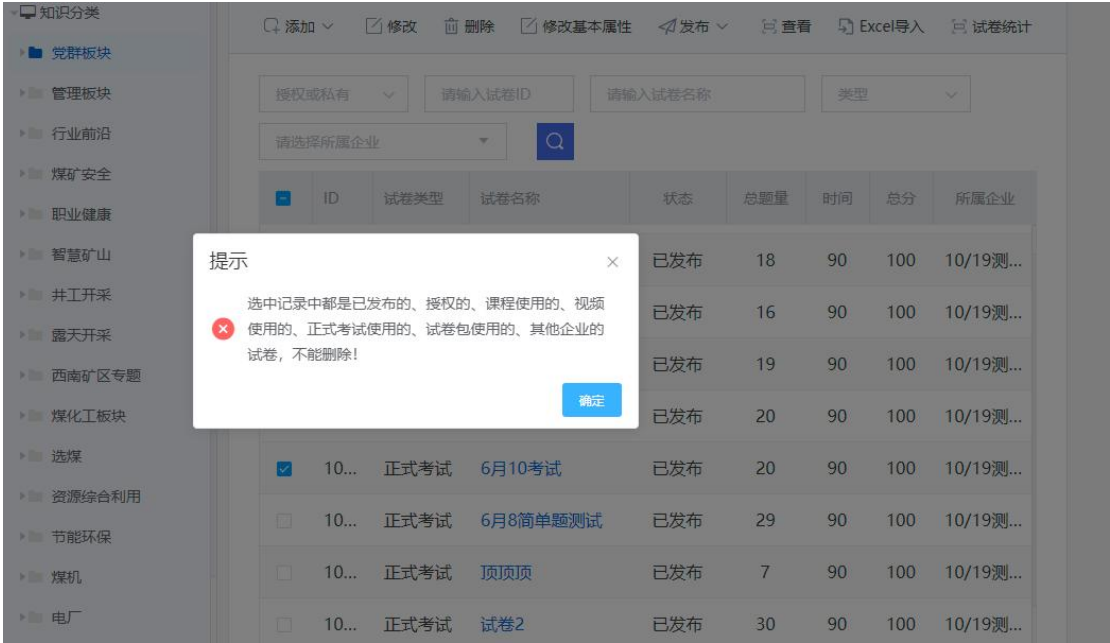 知识分类
党群板块
管理板块
行业前沿
煤矿安全
职业健康
智慧矿山
井工开采
露天开采
西南矿区专题
煤化工板块
选煤
资源综合利用
节能环保
煤机
电厂
添加 修改 删除 修改基本属性 发布 查看 Excel导入 试卷统计
授权或私有 请输入试卷ID 请输入试卷名称 类型
请选择所属企业
ID 试卷类型 试卷名称 状态 总题量 时间 总分 所属企业
已发布 18 90 100 10/19测...
已发布 16 90 100 10/19测...
已发布 19 90 100 10/19测...
已发布 20 90 100 10/19测...
10... 正式考试 6月10考试 已发布 20 90 100 10/19测...
10... 正式考试 6月8简单题测试 已发布 29 90 100 10/19测...
10... 正式考试 顶顶顶 已发布 7 90 100 10/19测...
10... 正式考试 试卷2 已发布 30 90 100 10/19测...
提示
选中记录中都是已发布的、授权的、课程使用的、视频
使用的、正式考试使用的、试卷包使用的、其他企业的
试卷，不能删除！
确定